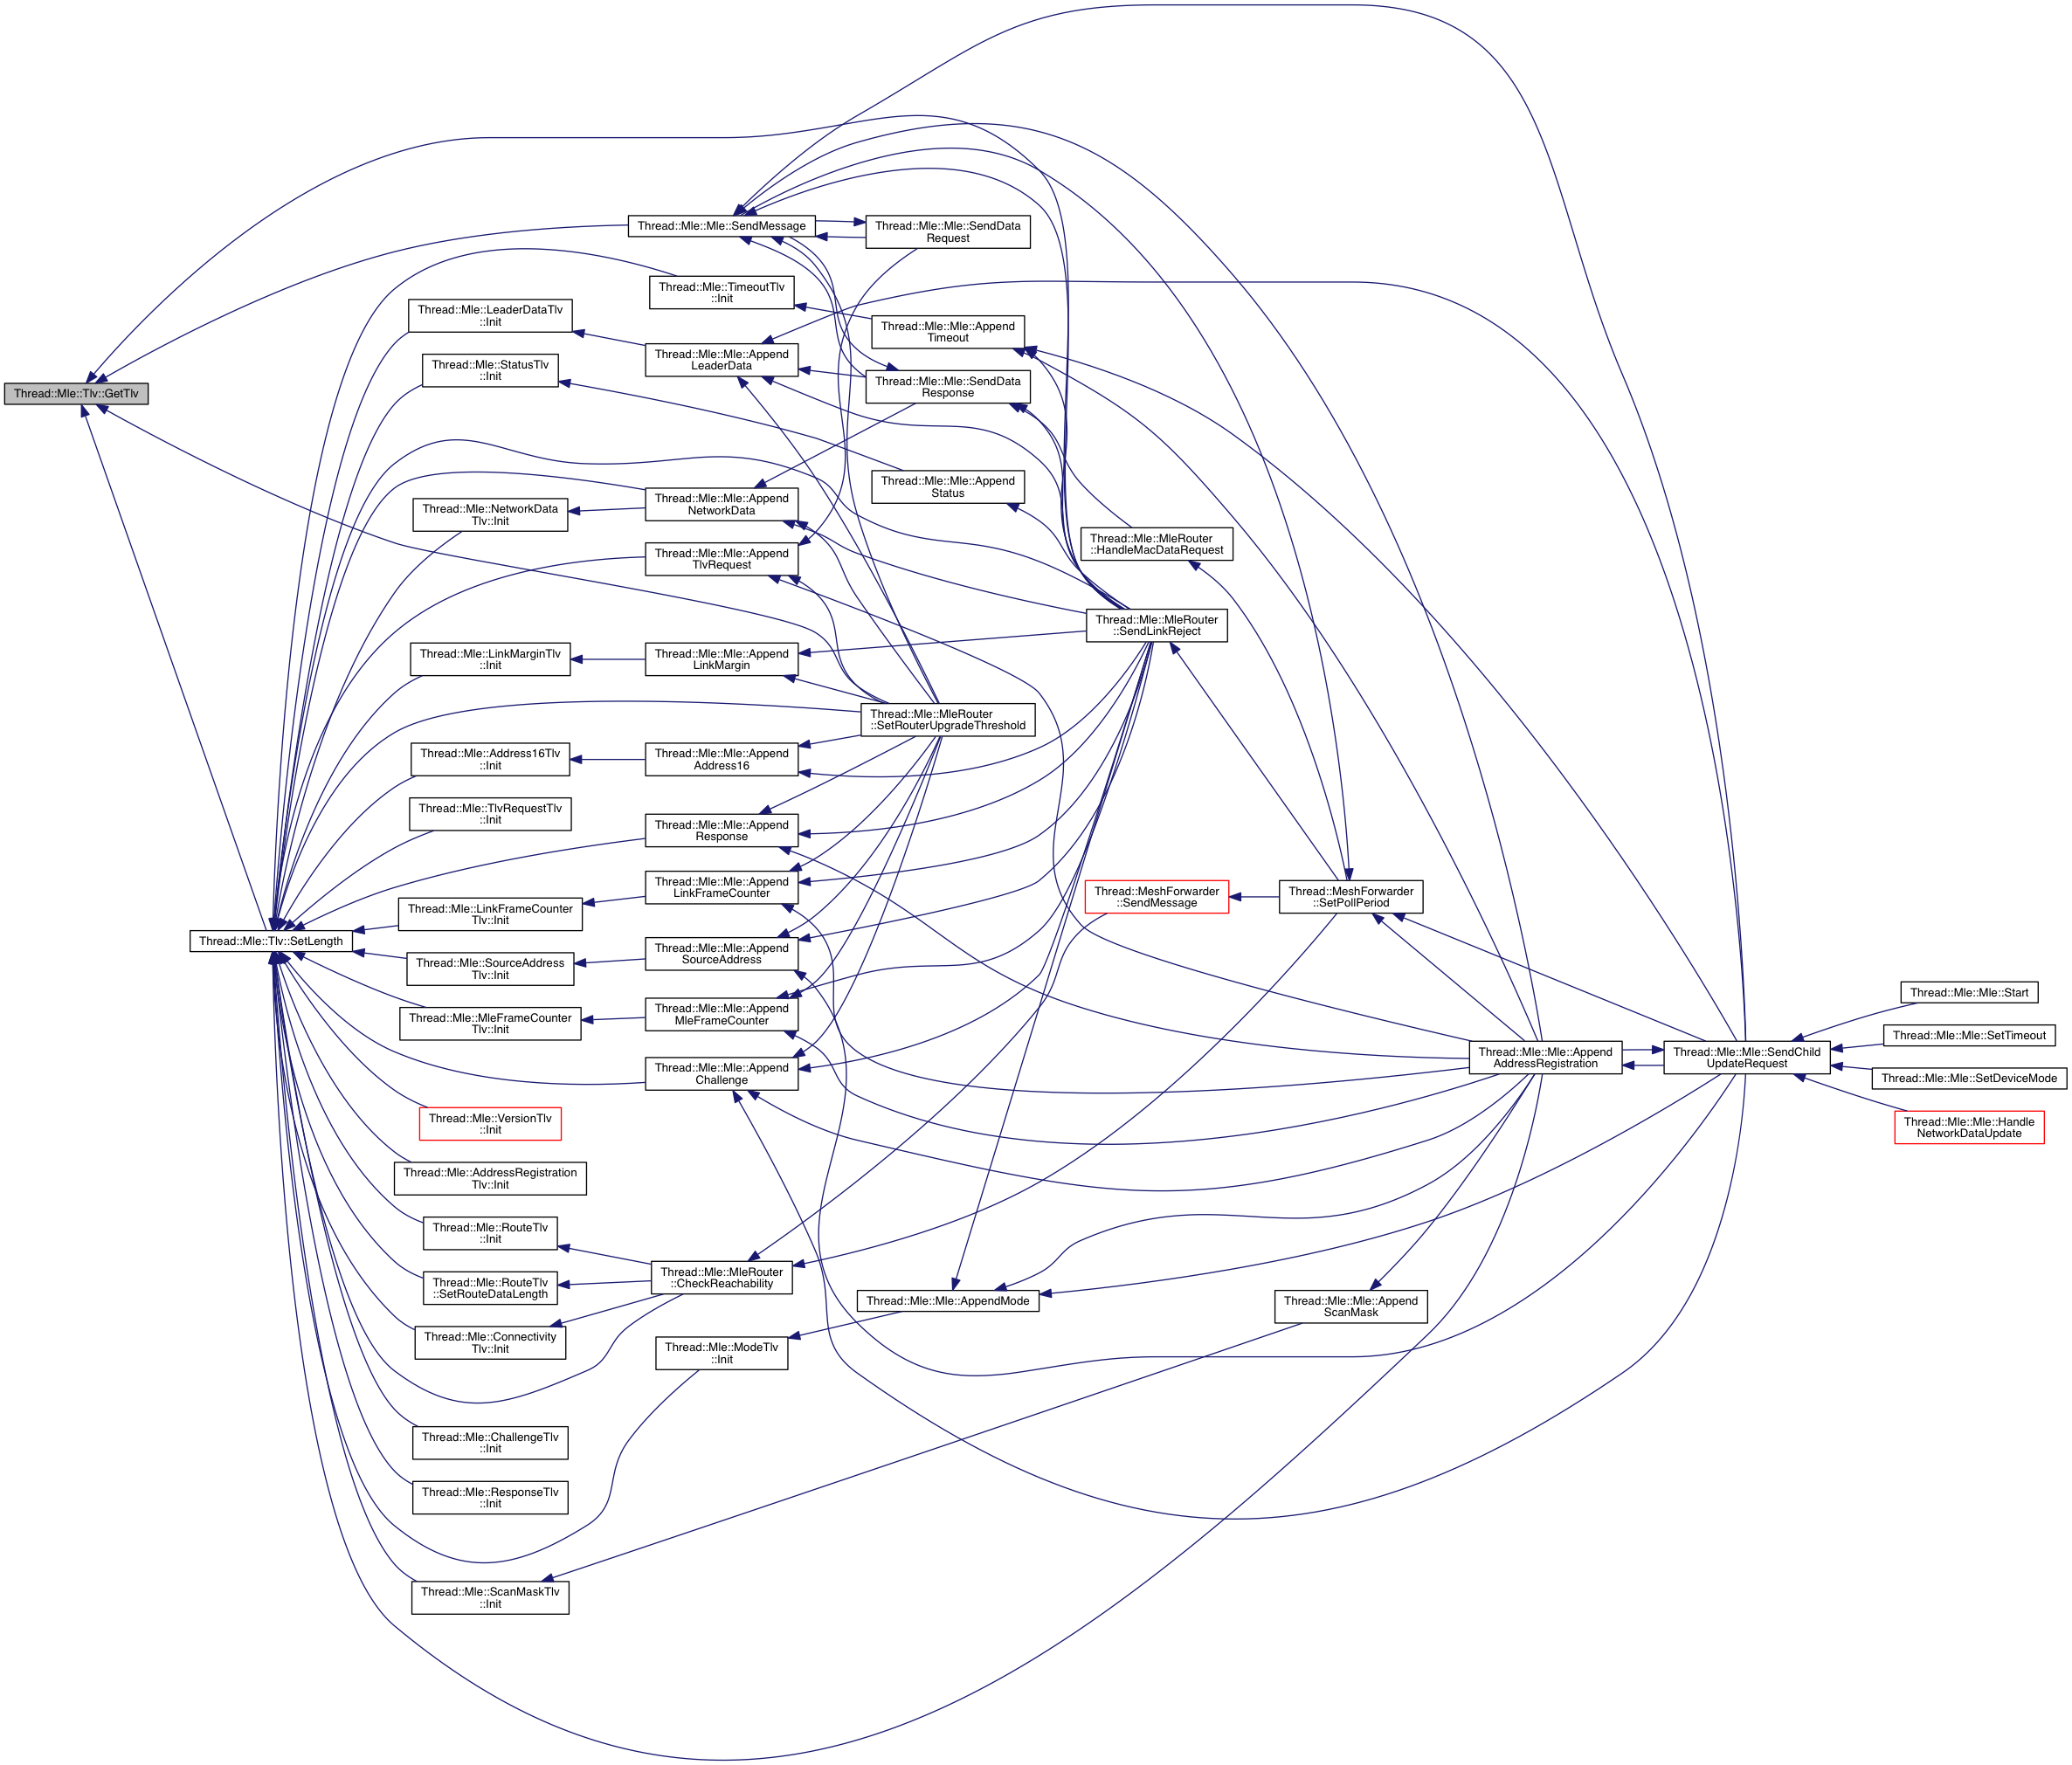 Thread::Mle::Tlv::GetTlv
Thread::Mle::Tlv::SetLength
Thread::Mle::LeaderDataTlv
::Init
Thread::Mle::StatusTlv
::Init
Thread::Mle::NetworkData
Tlv::Init
Thread::Mle::LinkMarginTlv
::Init
Thread::Mle::Address16Tlv
::Init
Thread::Mle::TlvRequestTlv
::Init
Thread::Mle::LinkFrameCounter
Tlv::Init
Thread::Mle::SourceAddress
Tlv::Init
Thread::Mle::MleFrameCounter
Tlv::Init
Thread::Mle::VersionTlv
::Init
Thread::Mle::AddressRegistration
Tlv::Init
Thread::Mle::RouteTlv
::Init
Thread::Mle::RouteTlv
::SetRouteDataLength
Thread::Mle::Connectivity
Tlv::Init
Thread::Mle::ChallengeTlv
::Init
Thread::Mle::ResponseTlv
::Init
Thread::Mle::ScanMaskTlv
::Init
Thread::Mle::Mle::SendMessage
Thread::Mle::TimeoutTlv
::Init
Thread::Mle::Mle::Append
LeaderData
Thread::Mle::Mle::Append
NetworkData
Thread::Mle::Mle::Append
TlvRequest
Thread::Mle::Mle::Append
LinkMargin
Thread::Mle::Mle::Append
Address16
Thread::Mle::Mle::Append
Response
Thread::Mle::Mle::Append
LinkFrameCounter
Thread::Mle::Mle::Append
SourceAddress
Thread::Mle::Mle::Append
MleFrameCounter
Thread::Mle::Mle::Append
Challenge
Thread::Mle::MleRouter
::CheckReachability
Thread::Mle::ModeTlv
::Init
Thread::Mle::Mle::SendData
Request
Thread::Mle::Mle::Append
Timeout
Thread::Mle::Mle::SendData
Response
Thread::Mle::Mle::Append
Status
Thread::Mle::MleRouter
::SetRouterUpgradeThreshold
Thread::Mle::Mle::AppendMode
Thread::Mle::MleRouter
::HandleMacDataRequest
Thread::Mle::MleRouter
::SendLinkReject
Thread::MeshForwarder
::SendMessage
Thread::MeshForwarder
::SetPollPeriod
Thread::Mle::Mle::Append
ScanMask
Thread::Mle::Mle::Append
AddressRegistration
Thread::Mle::Mle::SendChild
UpdateRequest
Thread::Mle::Mle::Start
Thread::Mle::Mle::SetTimeout
Thread::Mle::Mle::SetDeviceMode
Thread::Mle::Mle::Handle
NetworkDataUpdate